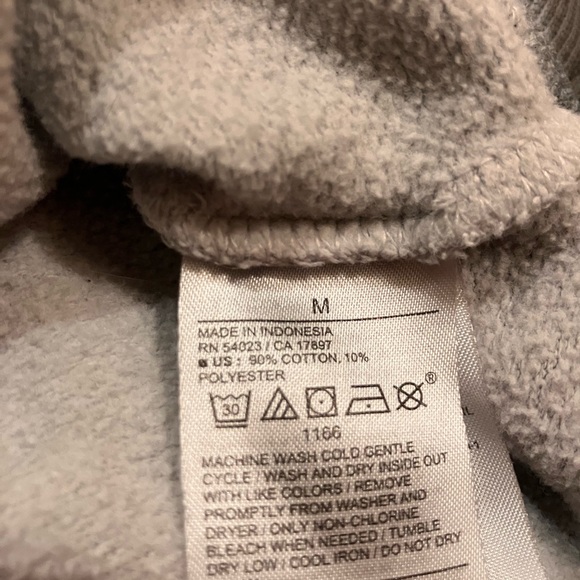 M
MADE IN INDONESIA
RN 54023 / CA 17897
US : 90% COTTON, 10%
POLYESTER
30
®
1166
MACHINE WASH COLD GENTLE
CYCLE / WASH AND DRY INSIDE OUT
WITH LIKE COLORS / REMOVE
PROMPTLY FROM WASHER AND
DRYER / ONLY NON-CHLORINE
BLEACH WHEN NEEDED / TUMBLE
DRY LOW / COOL IRON / DO NOT DRY